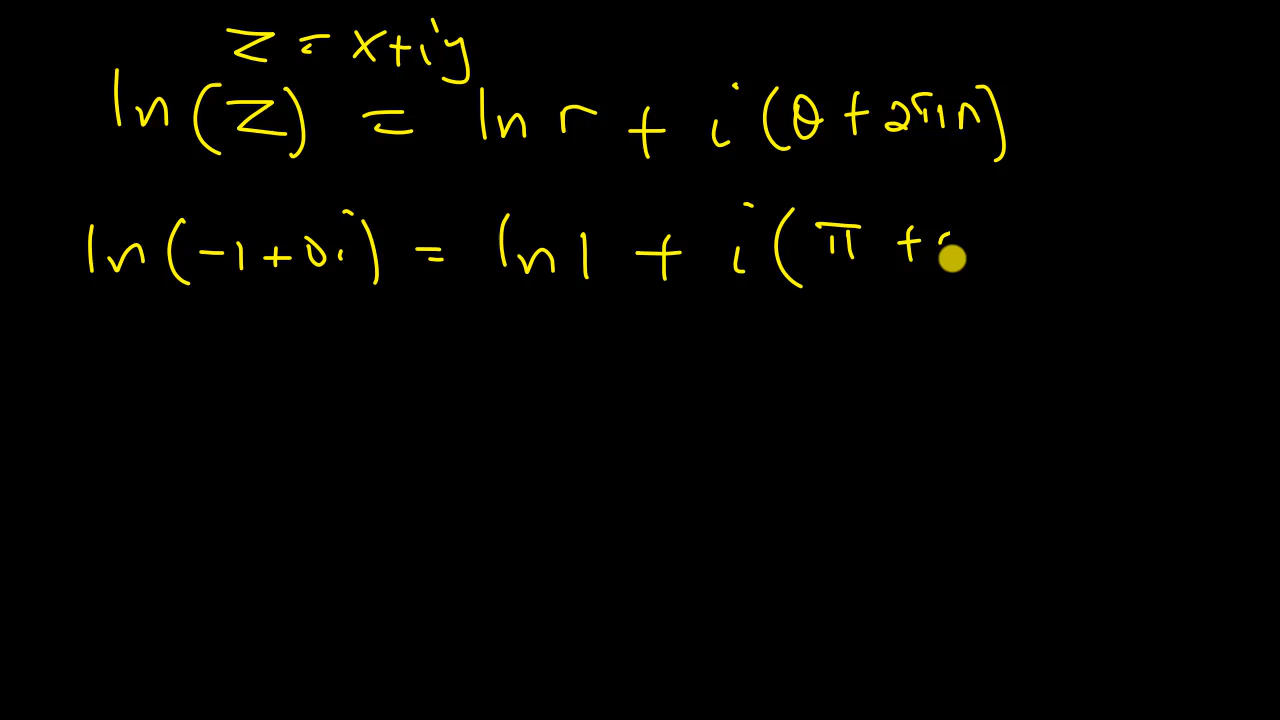 z = x+iy
ln(z) = ln r + i(θ + 2πn)
ln(-1+0i) = ln1 + i(π +